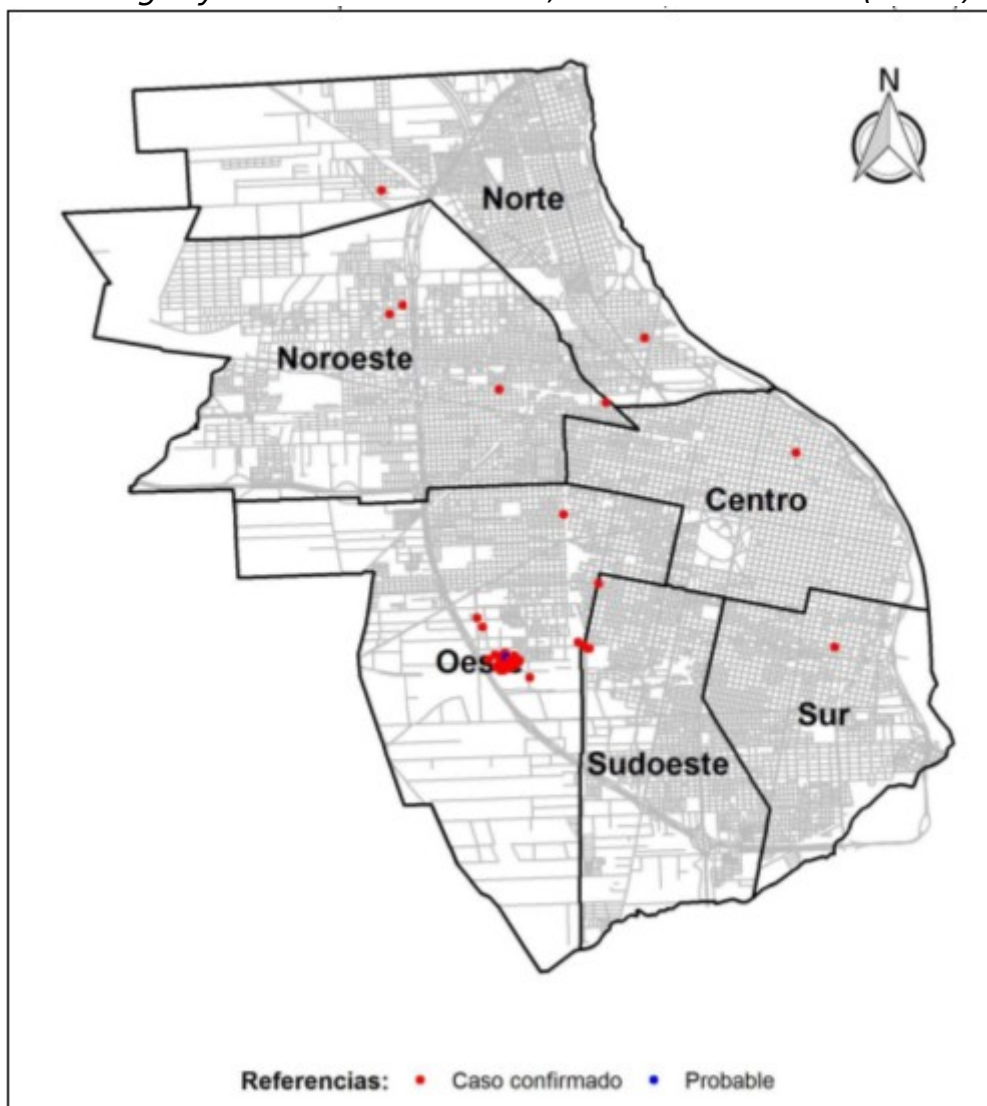 N
Norte
Noroeste
Centro
Oeste
Sur
Sudoeste
Referencias: Caso confirmado Probable